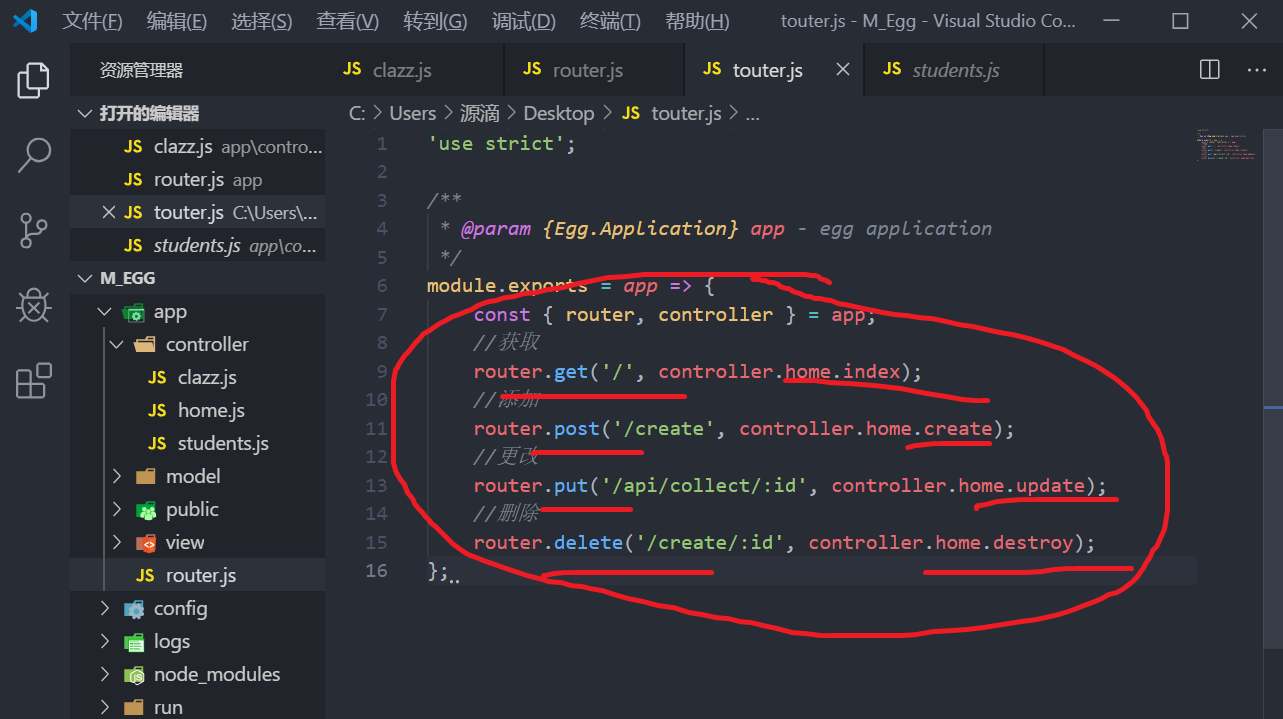 文件(F) 编辑(E) 选择(S) 查看(V) 转到(G) 调试(D) 终端(T) 帮助(H) touter.js - M_Egg - Visual Studio Co...
资源管理器
JS clazz.js JS router.js JS touter.js JS students.js
打开的编辑器
JS clazz.js app\contro...
JS router.js app
JS touter.js C:\Users\...
JS students.js app\co...
M_EGG
app
controller
JS clazz.js
JS home.js
JS students.js
model
public
view
JS router.js
config
logs
node_modules
run
C: > Users > 源滴 > Desktop > JS touter.js > ...
1 'use strict';
2
3 /**
4 * @param {Egg.Application} app - egg application
5 */
6 module.exports = app => {
7 const { router, controller } = app;
8 //获取
9 router.get('/', controller.home.index);
10 //添加
11 router.post('/create', controller.home.create);
12 //更改
13 router.put('/api/collect/:id', controller.home.update);
14 //删除
15 router.delete('/create/:id', controller.home.destroy);
16 };